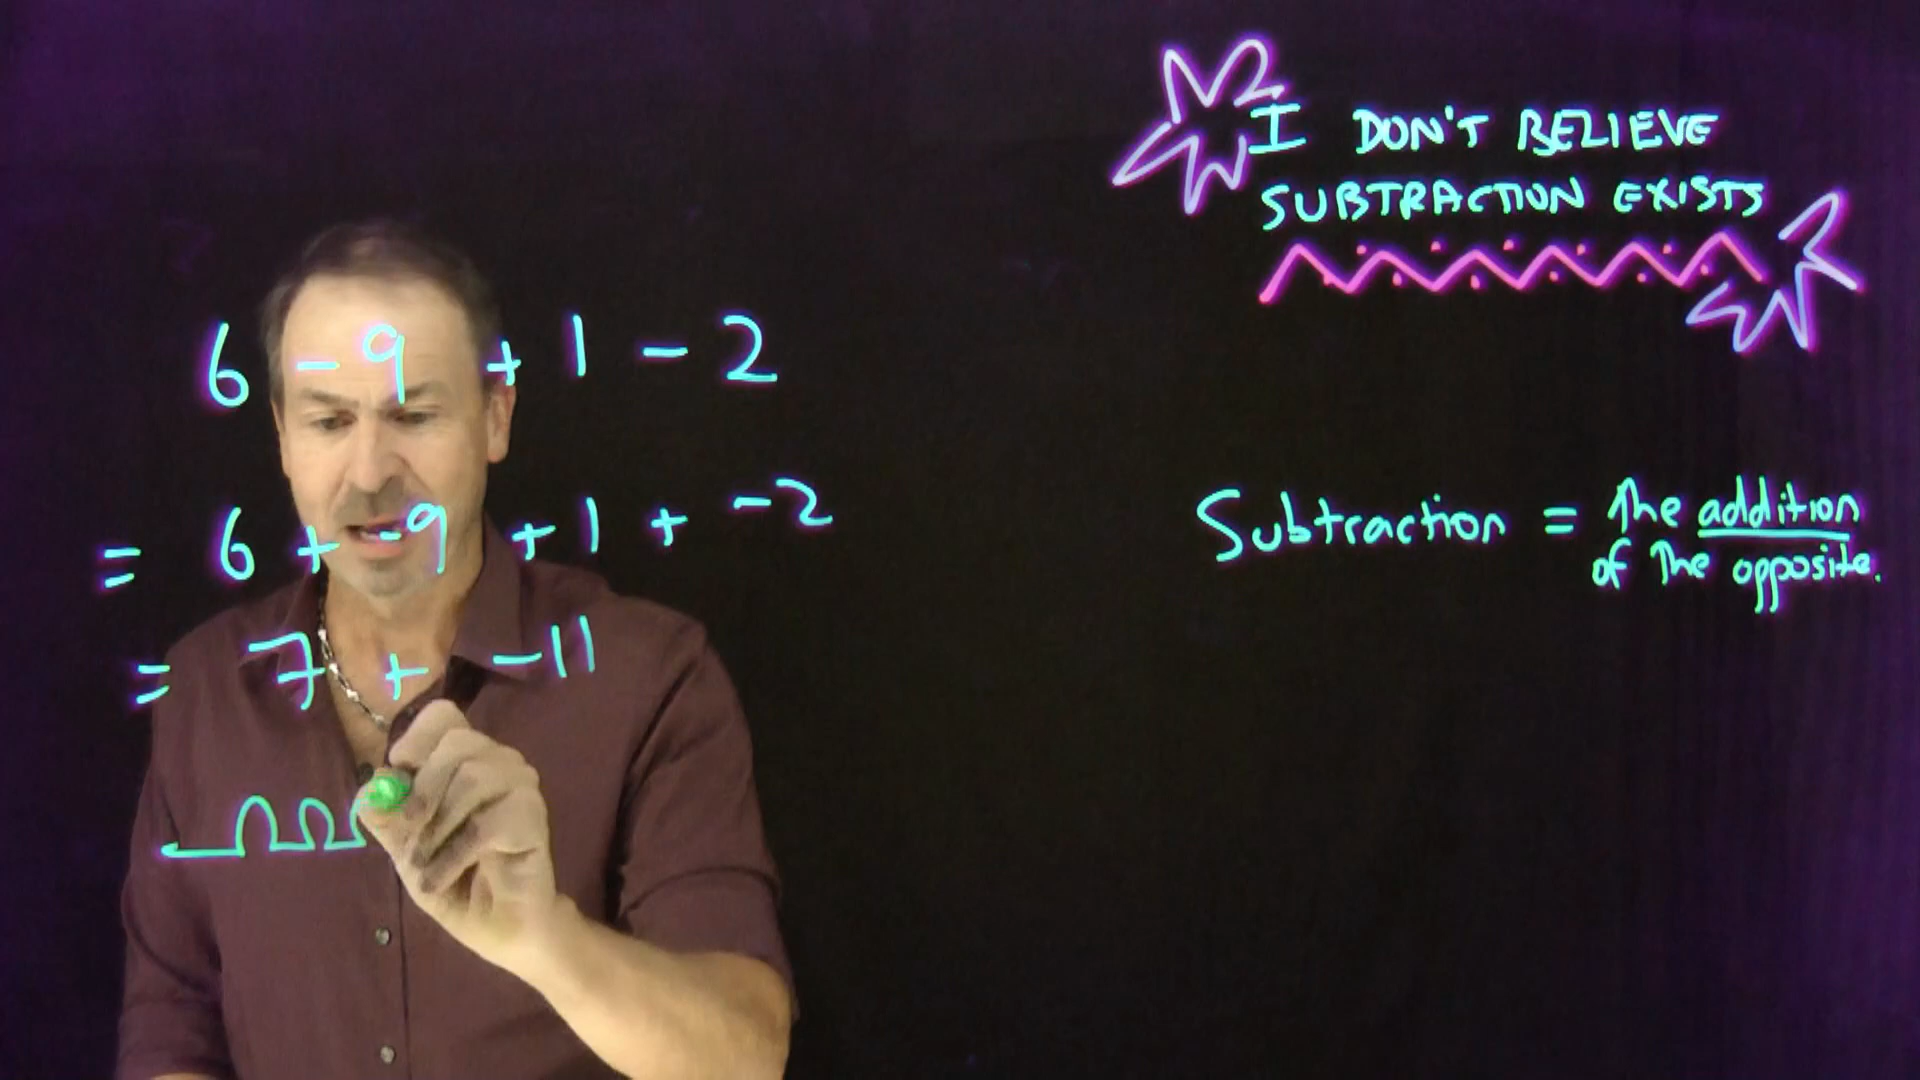 I DON'T BELIEVE
SUBTRACTION EXISTS
6 - 9 + 1 - 2
= 6 + -9 + 1 + -2
= 7 + -11
Subtraction = The addition
of the opposite.